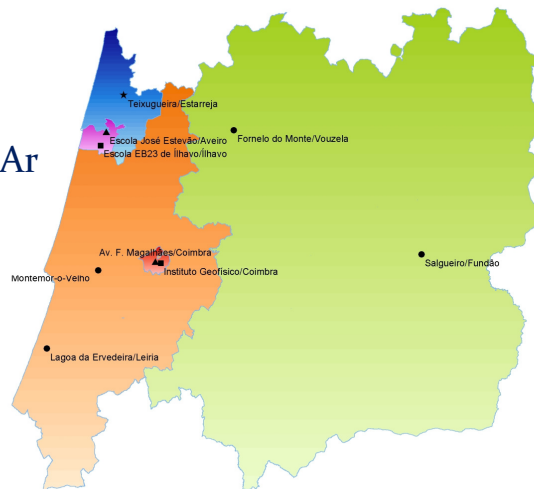 Teixugueira/Estarreja
Fornelo do Monte/Vouzela
Escola José Estevão/Aveiro
Escola EB23 de Ílhavo/Ílhavo
Ar
Av. F. Magalhães/Coimbra
Salgueiro/Fundão
Instituto Geofísico/Coimbra
Montemor-o-Velho
Lagoa da Ervedeira/Leiria